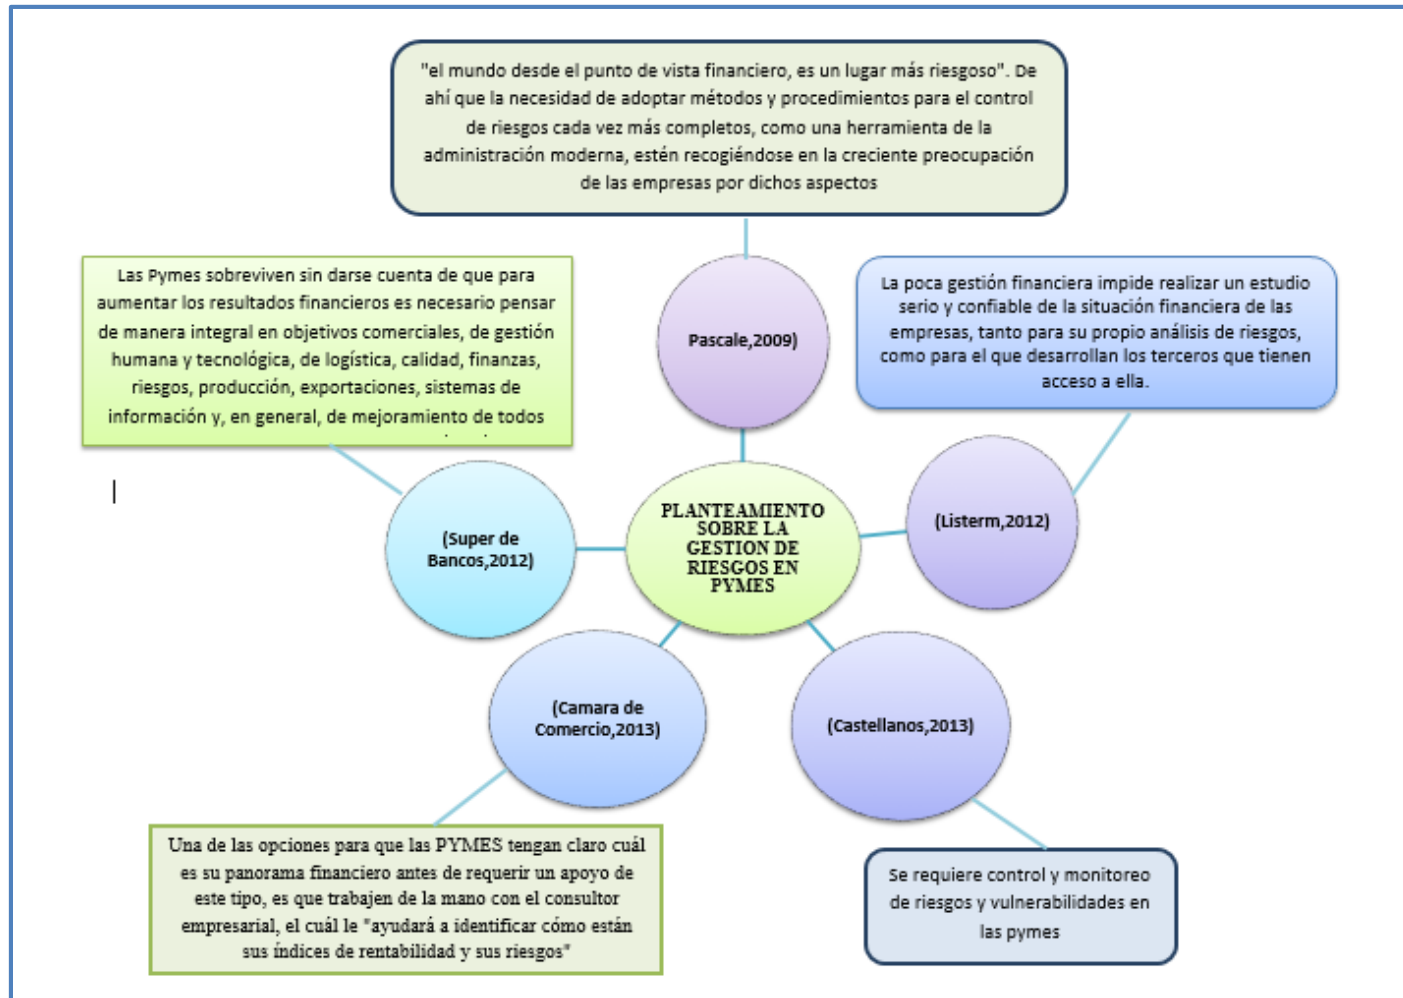 "el mundo desde el punto de vista financiero, es un lugar más riesgoso". De
ahí que la necesidad de adoptar métodos y procedimientos para el control
de riesgos cada vez más completos, como una herramienta de la
administración moderna, estén recogiéndose en la creciente preocupación
de las empresas por dichos aspectos
Las Pymes sobreviven sin darse cuenta de que para
aumentar los resultados financieros es necesario pensar
de manera integral en objetivos comerciales, de gestión
humana y tecnológica, de logística, calidad, finanzas,
riesgos, producción, exportaciones, sistemas de
información y, en general, de mejoramiento de todos
Pascale,2009)
La poca gestión financiera impide realizar un estudio
serio y confiable de la situación financiera de las
empresas, tanto para su propio análisis de riesgos,
como para el que desarrollan los terceros que tienen
acceso a ella.
(Super de
Bancos,2012)
PLANTEAMIENTO
SOBRE LA
GESTION DE
RIESGOS EN
PYMES
(Listerm,2012)
(Camara de
Comercio,2013)
(Castellanos,2013)
Una de las opciones para que las PYMES tengan claro cuál
es su panorama financiero antes de requerir un apoyo de
este tipo, es que trabajen de la mano con el consultor
empresarial, el cuál le "ayudará a identificar cómo están
sus índices de rentabilidad y sus riesgos"
Se requiere control y monitoreo
de riesgos y vulnerabilidades en
las pymes